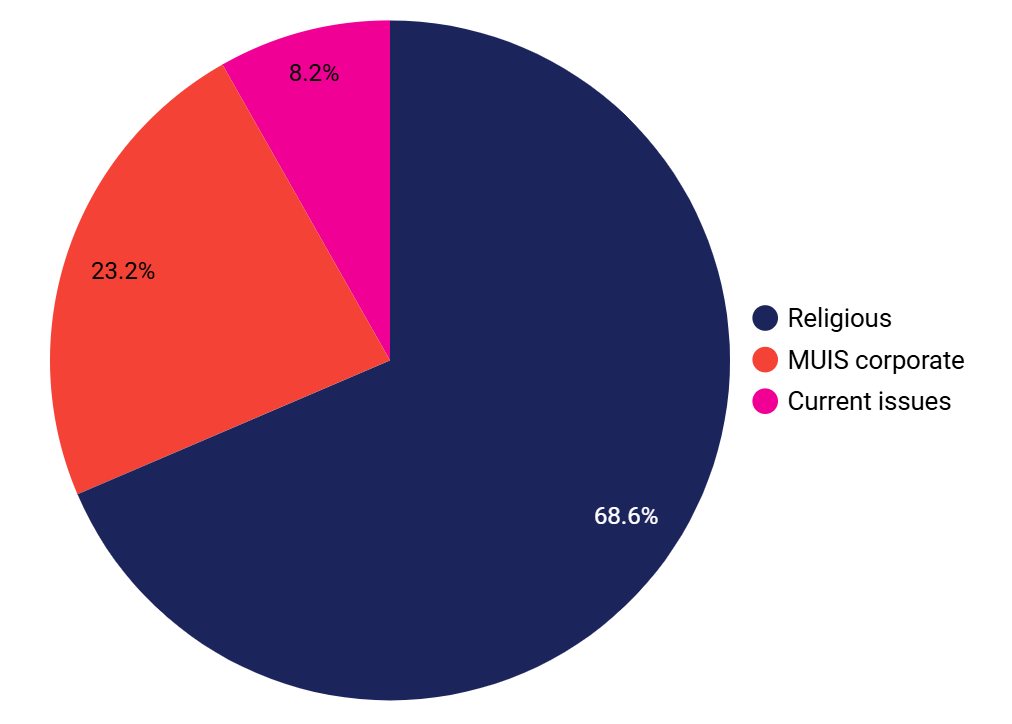 8.2%
23.2%
Religious
MUIS corporate
Current issues
68.6%